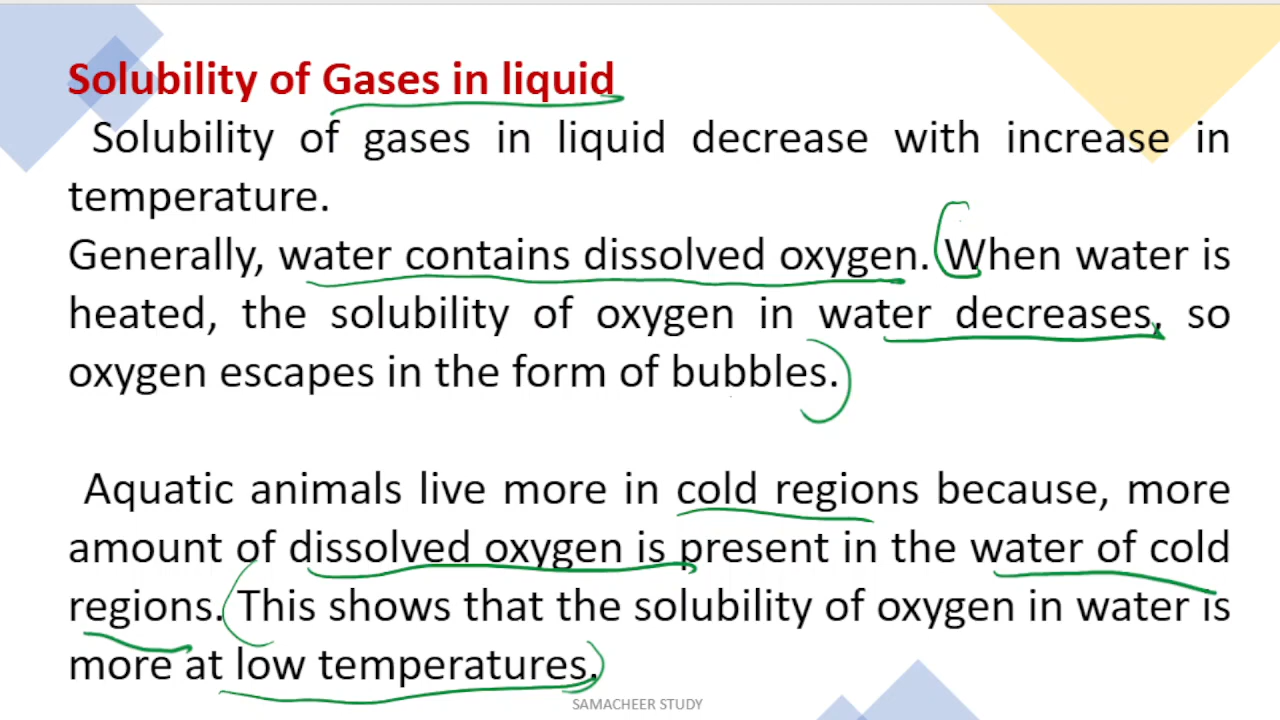 Solubility of Gases in liquid
Solubility of gases in liquid decrease with increase in
temperature.
Generally, water contains dissolved oxygen. When water is
heated, the solubility of oxygen in water decreases, so
oxygen escapes in the form of bubbles.
Aquatic animals live more in cold regions because, more
amount of dissolved oxygen is present in the water of cold
regions. This shows that the solubility of oxygen in water is
more at low temperatures.
SAMACHEER STUDY